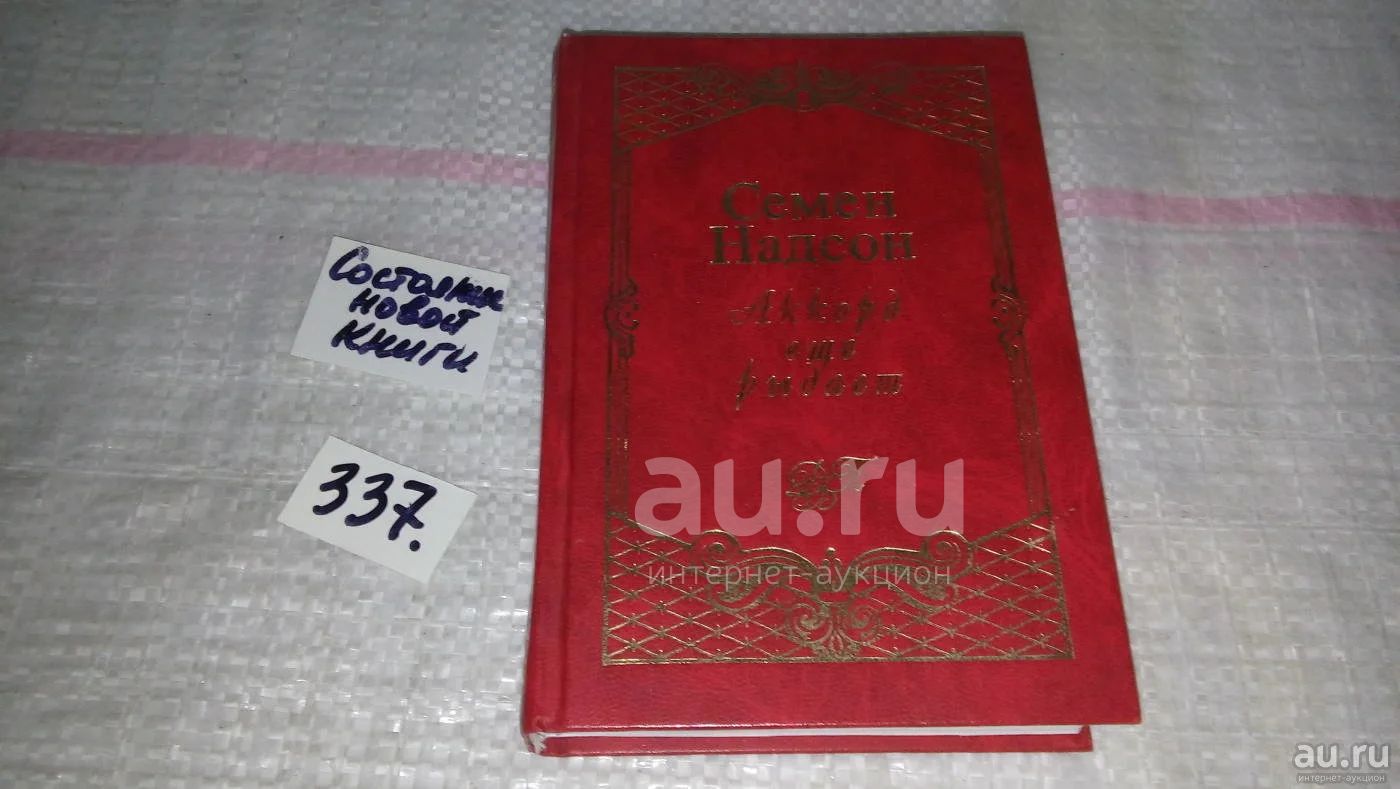 Состояние
новой
книги
337.
Семен
Надсон
Аккорд
еще
рыдает
au.ru
интернет-аукцион
au.ru
интернет-аукцион